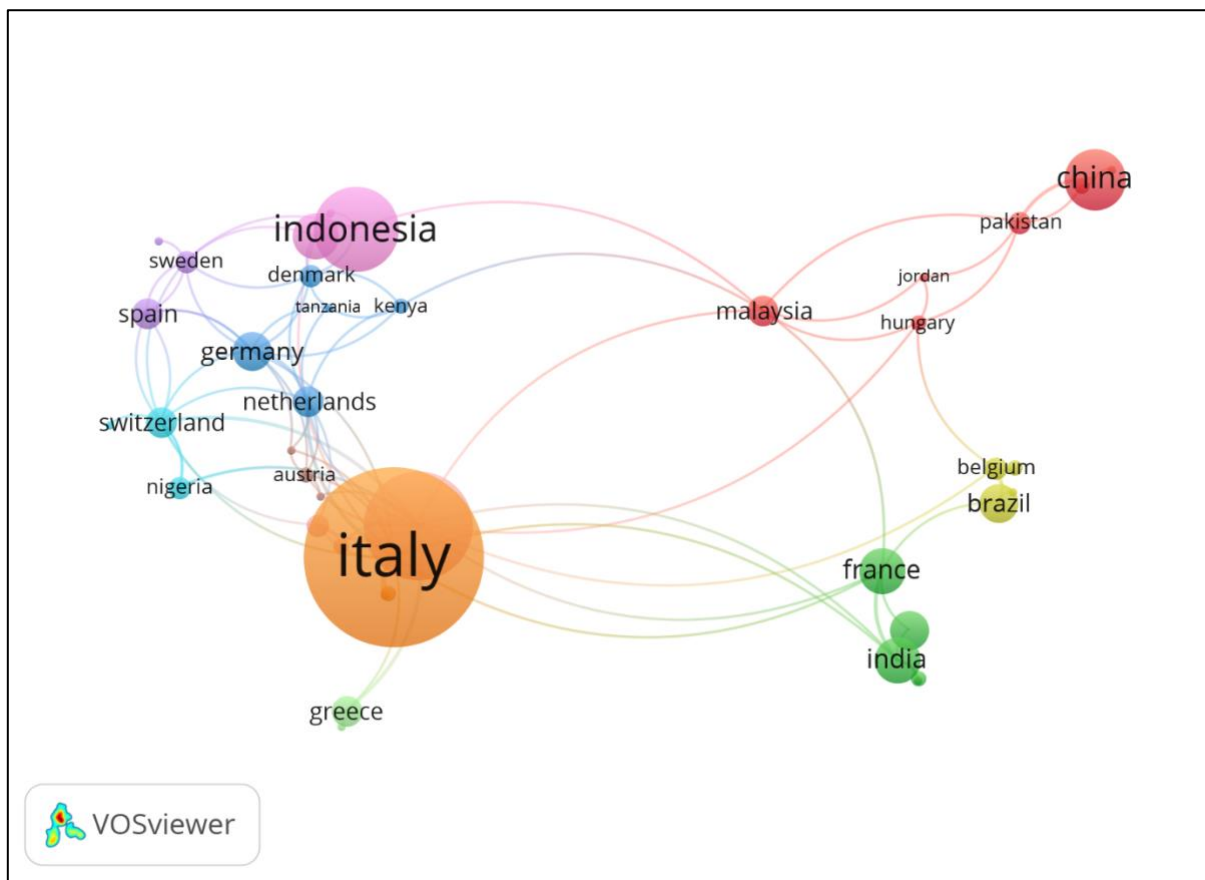 china
pakistan
indonesia
sweden
denmark
jordan
tanzania
kenya
malaysia
spain
hungary
germany
netherlands
switzerland
belgium
austria
nigeria
brazil
italy
france
india
greece
VOSviewer